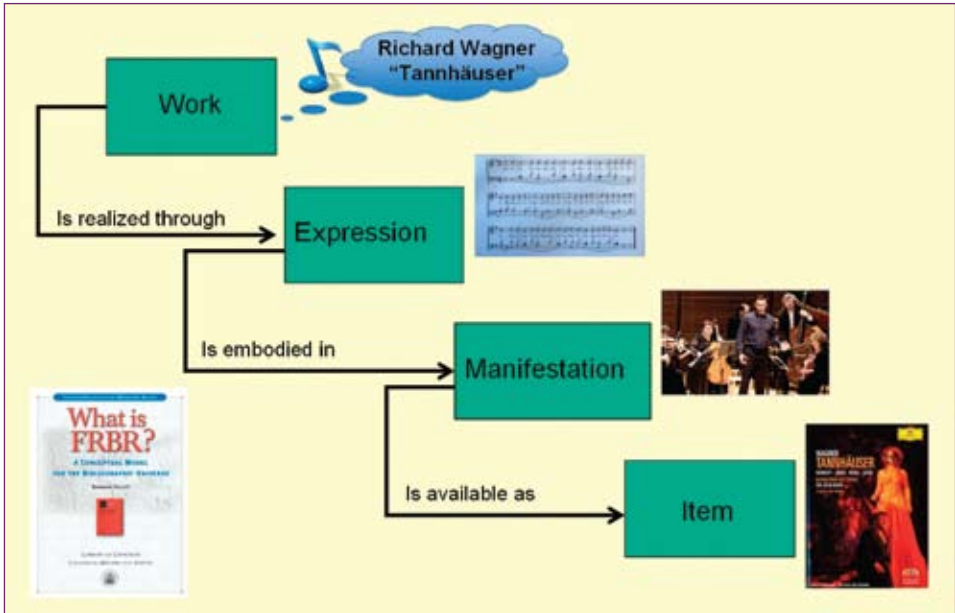 Richard Wagner
“Tannhäuser”
Work
Is realized through
Expression
Is embodied in
Manifestation
What is
FRBR?
A CONCEPTUAL MODEL
FOR THE BIBLIOGRAPHIC UNIVERSE
Is available as
Item
WAGNER
TANNHÄUSER